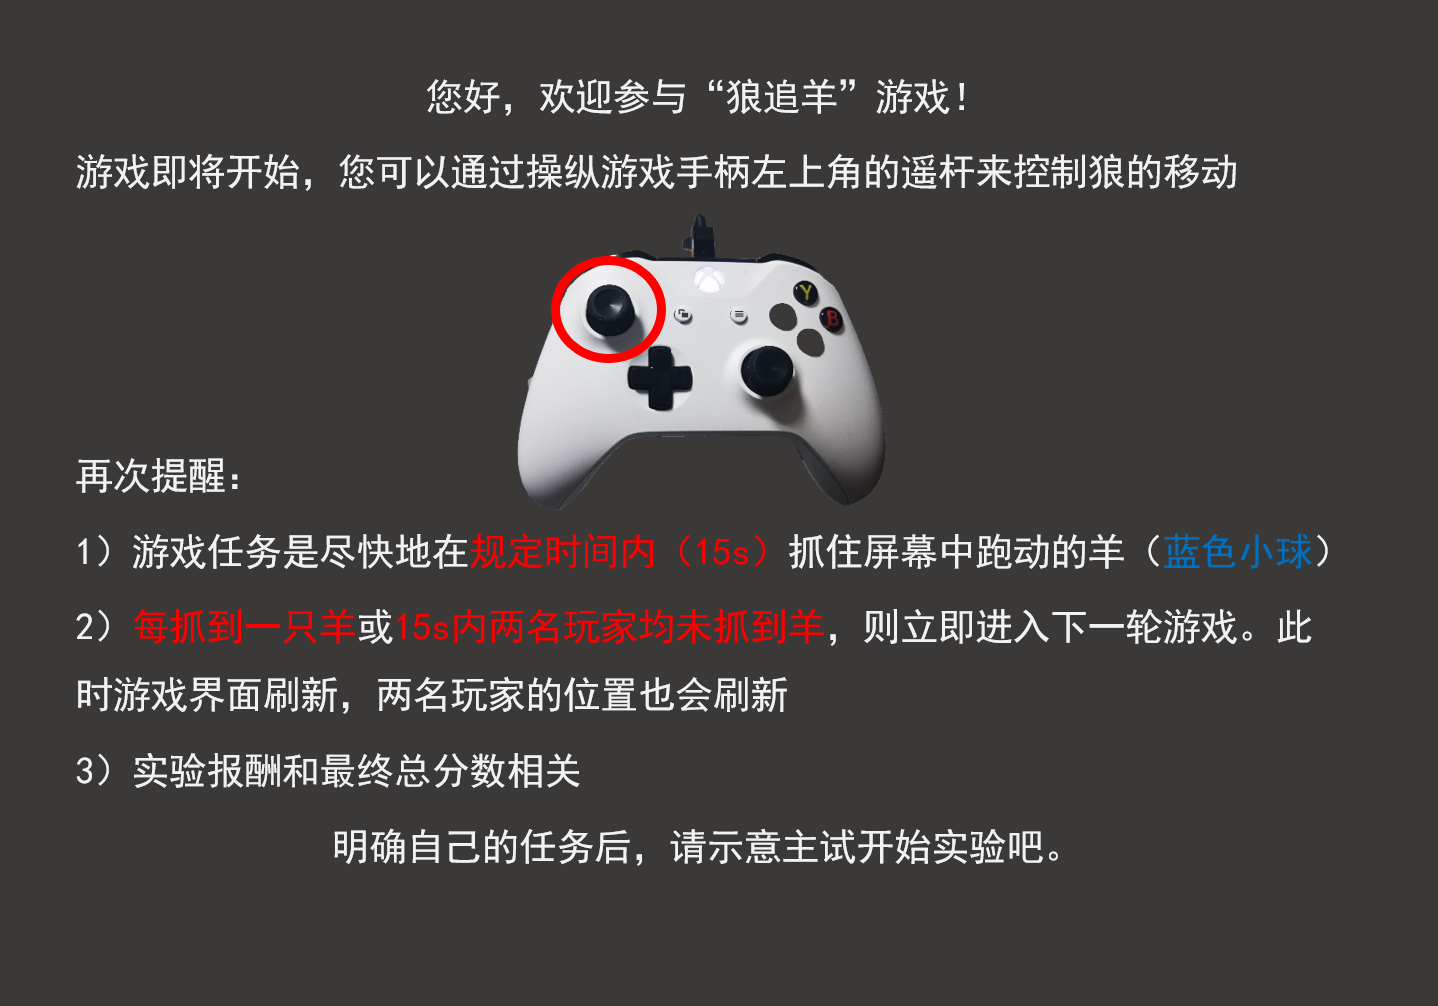 您好，欢迎参与“狼追羊”游戏！
游戏即将开始，您可以通过操纵游戏手柄左上角的遥杆来控制狼的移动
Y
B
再次提醒：
1）游戏任务是尽快地在规定时间内（15s）抓住屏幕中跑动的羊（蓝色小球）
2）每抓到一只羊或15s内两名玩家均未抓到羊，则立即进入下一轮游戏。此
时游戏界面刷新，两名玩家的位置也会刷新
3）实验报酬和最终总分数相关
明确自己的任务后，请示意主试开始实验吧。